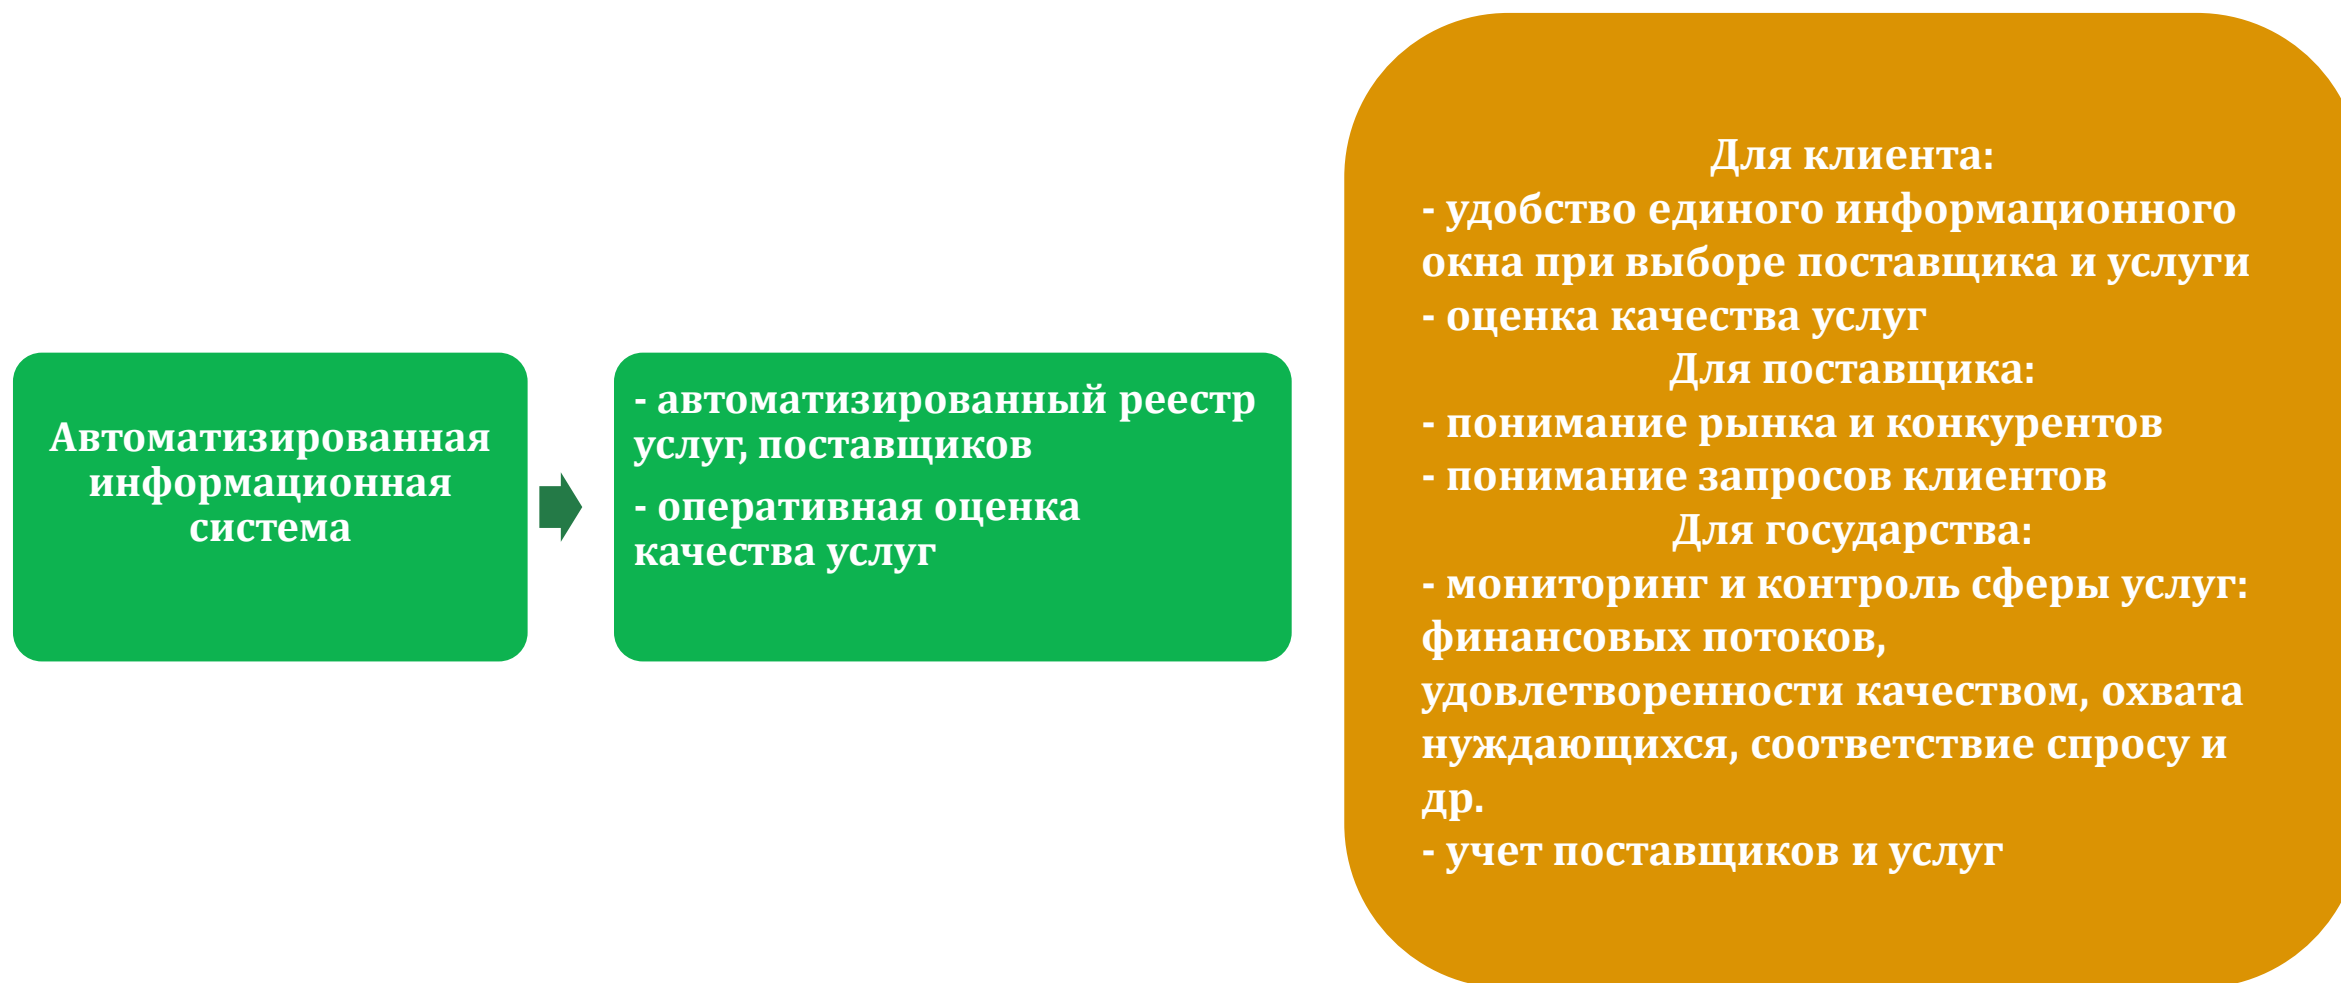 Автоматизированная
информационная
система
- автоматизированный реестр
услуг, поставщиков
- оперативная оценка
качества услуг
Для клиента:
- удобство единого информационного
окна при выборе поставщика и услуги
- оценка качества услуг
Для поставщика:
- понимание рынка и конкурентов
- понимание запросов клиентов
Для государства:
- мониторинг и контроль сферы услуг:
финансовых потоков,
удовлетворенности качеством, охвата
нуждающихся, соответствие спросу и
др.
- учет поставщиков и услуг